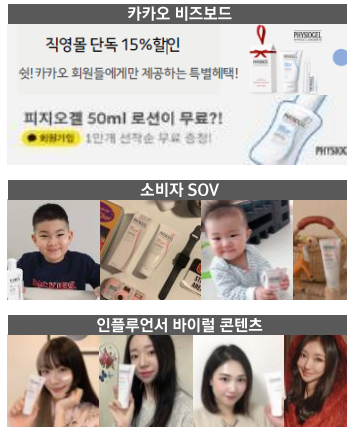 카카오 비즈보드
직영몰 단독 15%할인
쉿! 카카오 회원들에게만 제공하는 특별혜택!
PHYSIOGEL
피지오겔 50ml 로션이 무료?!
회원가입 1만개 선착순 무료 증정!
PHYSIOGEL
소비자 SOV
인플루언서 바이럴 콘텐츠